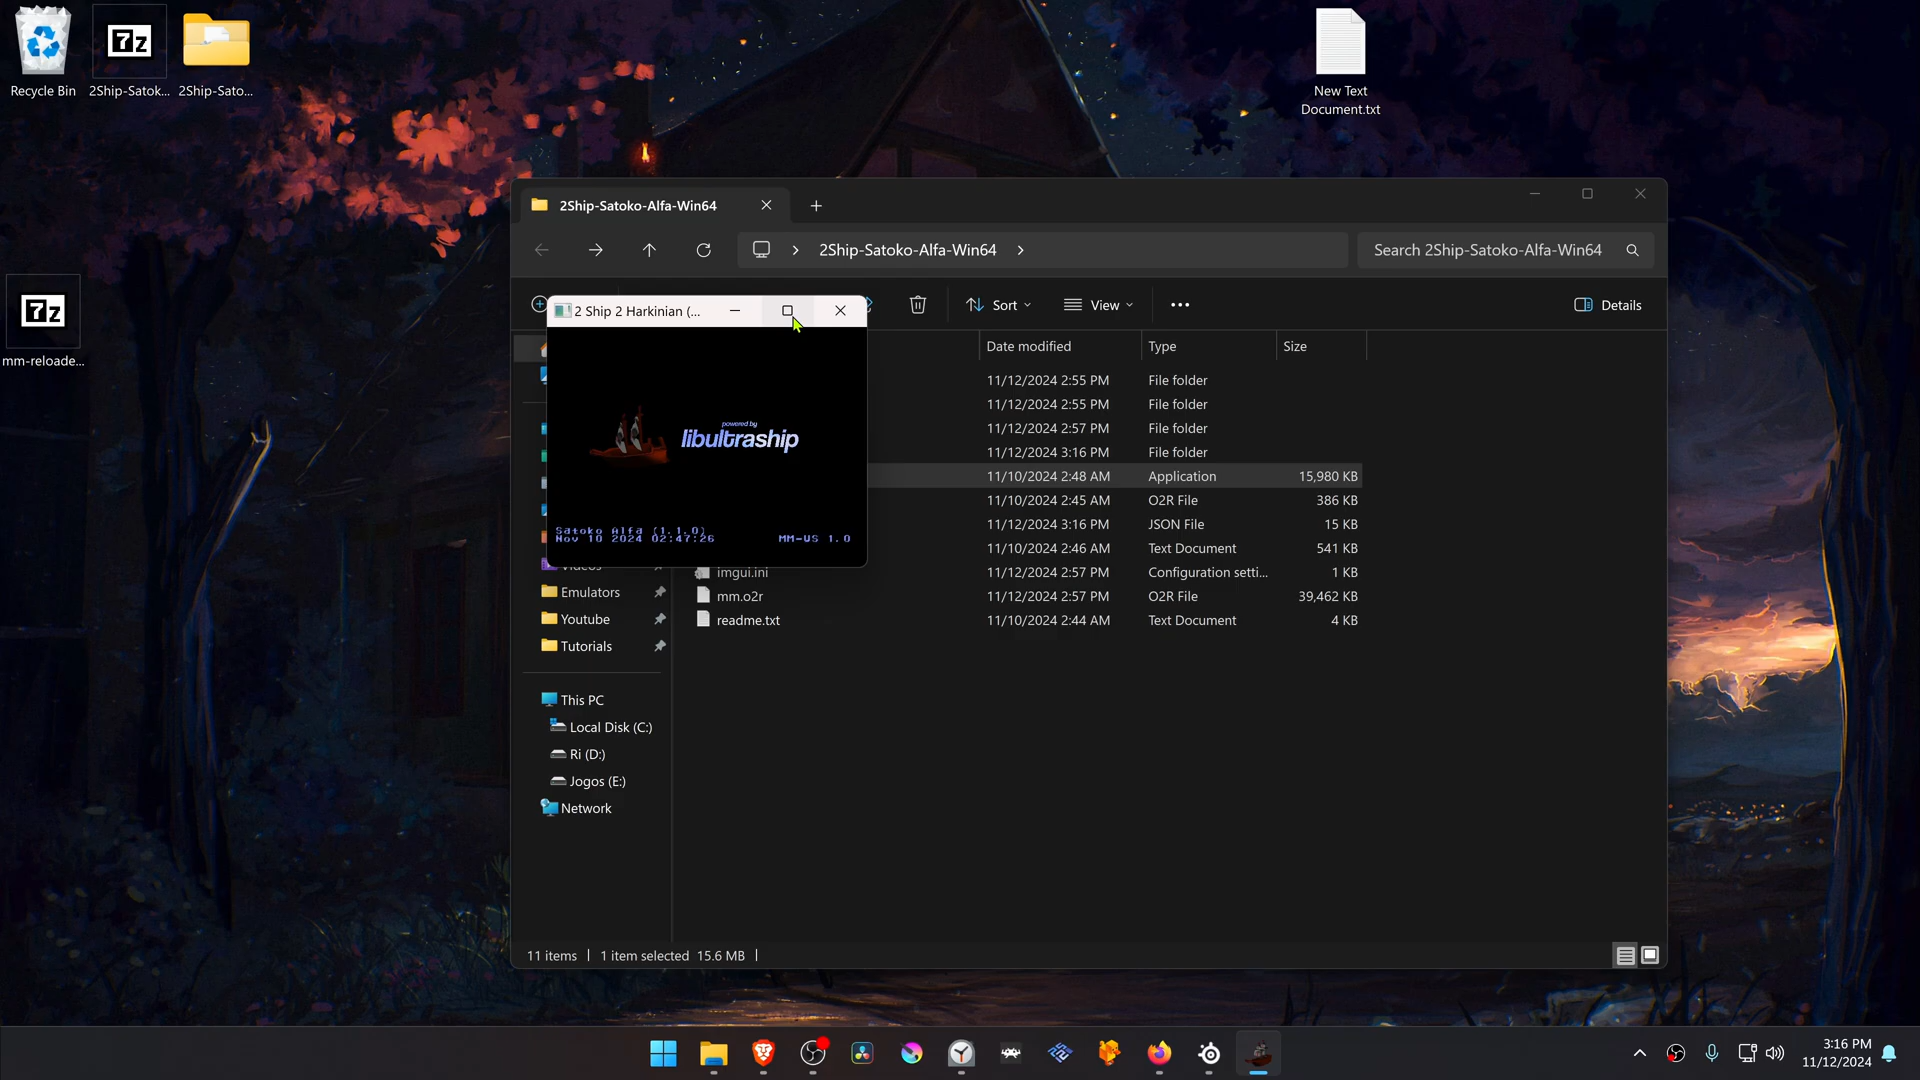 Recycle Bin
2Ship-Satok...
2Ship-Sato...
New Text
Document.txt
mm-reloade...
2Ship-Satoko-Alfa-Win64
2Ship-Satoko-Alfa-Win64
Search 2Ship-Satoko-Alfa-Win64
Sort
View
Details
2 Ship 2 Harkinian (...
powered by
libultraship
Satoko Alfa (1.1.0)
Nov 10 2024 02:47:26
MM-US 1.0
Date modified Type Size
11/12/2024 2:55 PM File folder
11/12/2024 2:55 PM File folder
11/12/2024 2:57 PM File folder
11/12/2024 3:16 PM File folder
11/10/2024 2:48 AM Application 15,980 KB
11/10/2024 2:45 AM O2R File 386 KB
11/12/2024 3:16 PM JSON File 15 KB
11/10/2024 2:46 AM Text Document 541 KB
imgui.ini 11/12/2024 2:57 PM Configuration setti... 1 KB
mm.o2r 11/12/2024 2:57 PM O2R File 39,462 KB
readme.txt 11/10/2024 2:44 AM Text Document 4 KB
Videos
Emulators
Youtube
Tutorials
This PC
Local Disk (C:)
Ri (D:)
Jogos (E:)
Network
11 items 1 item selected 15.6 MB
3:16 PM
11/12/2024